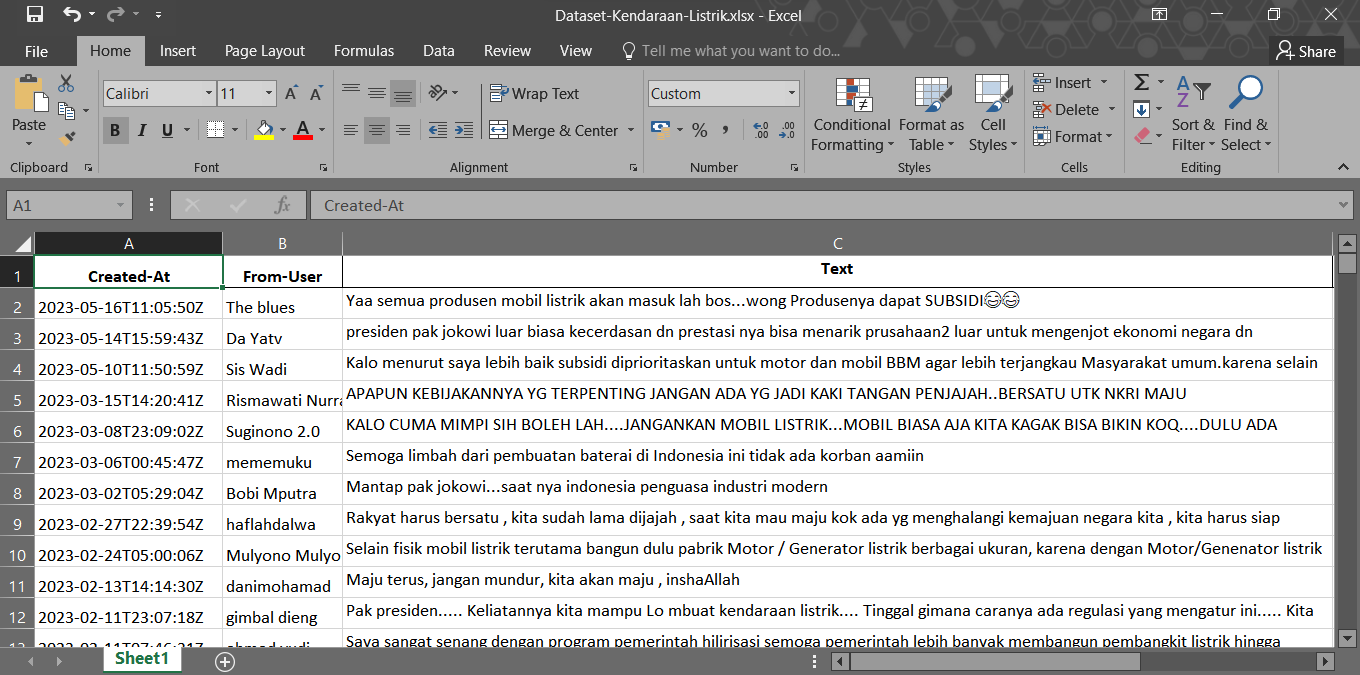 Dataset-Kendaraan-Listrik.xlsx - Excel
File Home Insert Page Layout Formulas Data Review View Tell me what you want to do... Share
Calibri 11 Wrap Text Custom Insert
Paste B I U Merge & Center % , Conditional Formatting Format as Table Cell Styles Delete Format Sort & Filter Find & Select
Clipboard Font Alignment Number Styles Cells Editing
A1 fx Created-At
A B C
1 Created-At From-User Text
2 2023-05-16T11:05:50Z The blues Yaa semua produsen mobil listrik akan masuk lah bos...wong Produsenya dapat SUBSIDI😂😂
3 2023-05-14T15:59:43Z Da Yatv presiden pak jokowi luar biasa kecerdasan dn prestasi nya bisa menarik prusahaan2 luar untuk mengenjot ekonomi negara dn
4 2023-05-10T11:50:59Z Sis Wadi Kalo menurut saya lebih baik subsidi diprioritaskan untuk motor dan mobil BBM agar lebih terjangkau Masyarakat umum.karena selain
5 2023-03-15T14:20:41Z Rismawati Nurra APAPUN KEBIJAKANNYA YG TERPENTING JANGAN ADA YG JADI KAKI TANGAN PENJAJAH..BERSATU UTK NKRI MAJU
6 2023-03-08T23:09:02Z Suginono 2.0 KALO CUMA MIMPI SIH BOLEH LAH....JANGANKAN MOBIL LISTRIK...MOBIL BIASA AJA KITA KAGAK BISA BIKIN KOQ....DULU ADA
7 2023-03-06T00:45:47Z mememuku Semoga limbah dari pembuatan baterai di Indonesia ini tidak ada korban aamiin
8 2023-03-02T05:29:04Z Bobi Mputra Mantap pak jokowi...saat nya indonesia penguasa industri modern
9 2023-02-27T22:39:54Z haflahdalwa Rakyat harus bersatu , kita sudah lama dijajah , saat kita mau maju kok ada yg menghalangi kemajuan negara kita , kita harus siap
10 2023-02-24T05:00:06Z Mulyono Mulyo Selain fisik mobil listrik terutama bangun dulu pabrik Motor / Generator listrik berbagai ukuran, karena dengan Motor/Genenator listrik
11 2023-02-13T14:14:30Z danimohamad Maju terus, jangan mundur, kita akan maju , inshaAllah
12 2023-02-11T23:07:18Z gimbal dieng Pak presiden..... Keliatannya kita mampu Lo mbuat kendaraan listrik.... Tinggal gimana caranya ada regulasi yang mengatur ini..... Kita
Saya sangat senang dengan program pemerintah hilirisasi semoga pemerintah lebih banyak membangun pembangkit listrik hingga
Sheet1